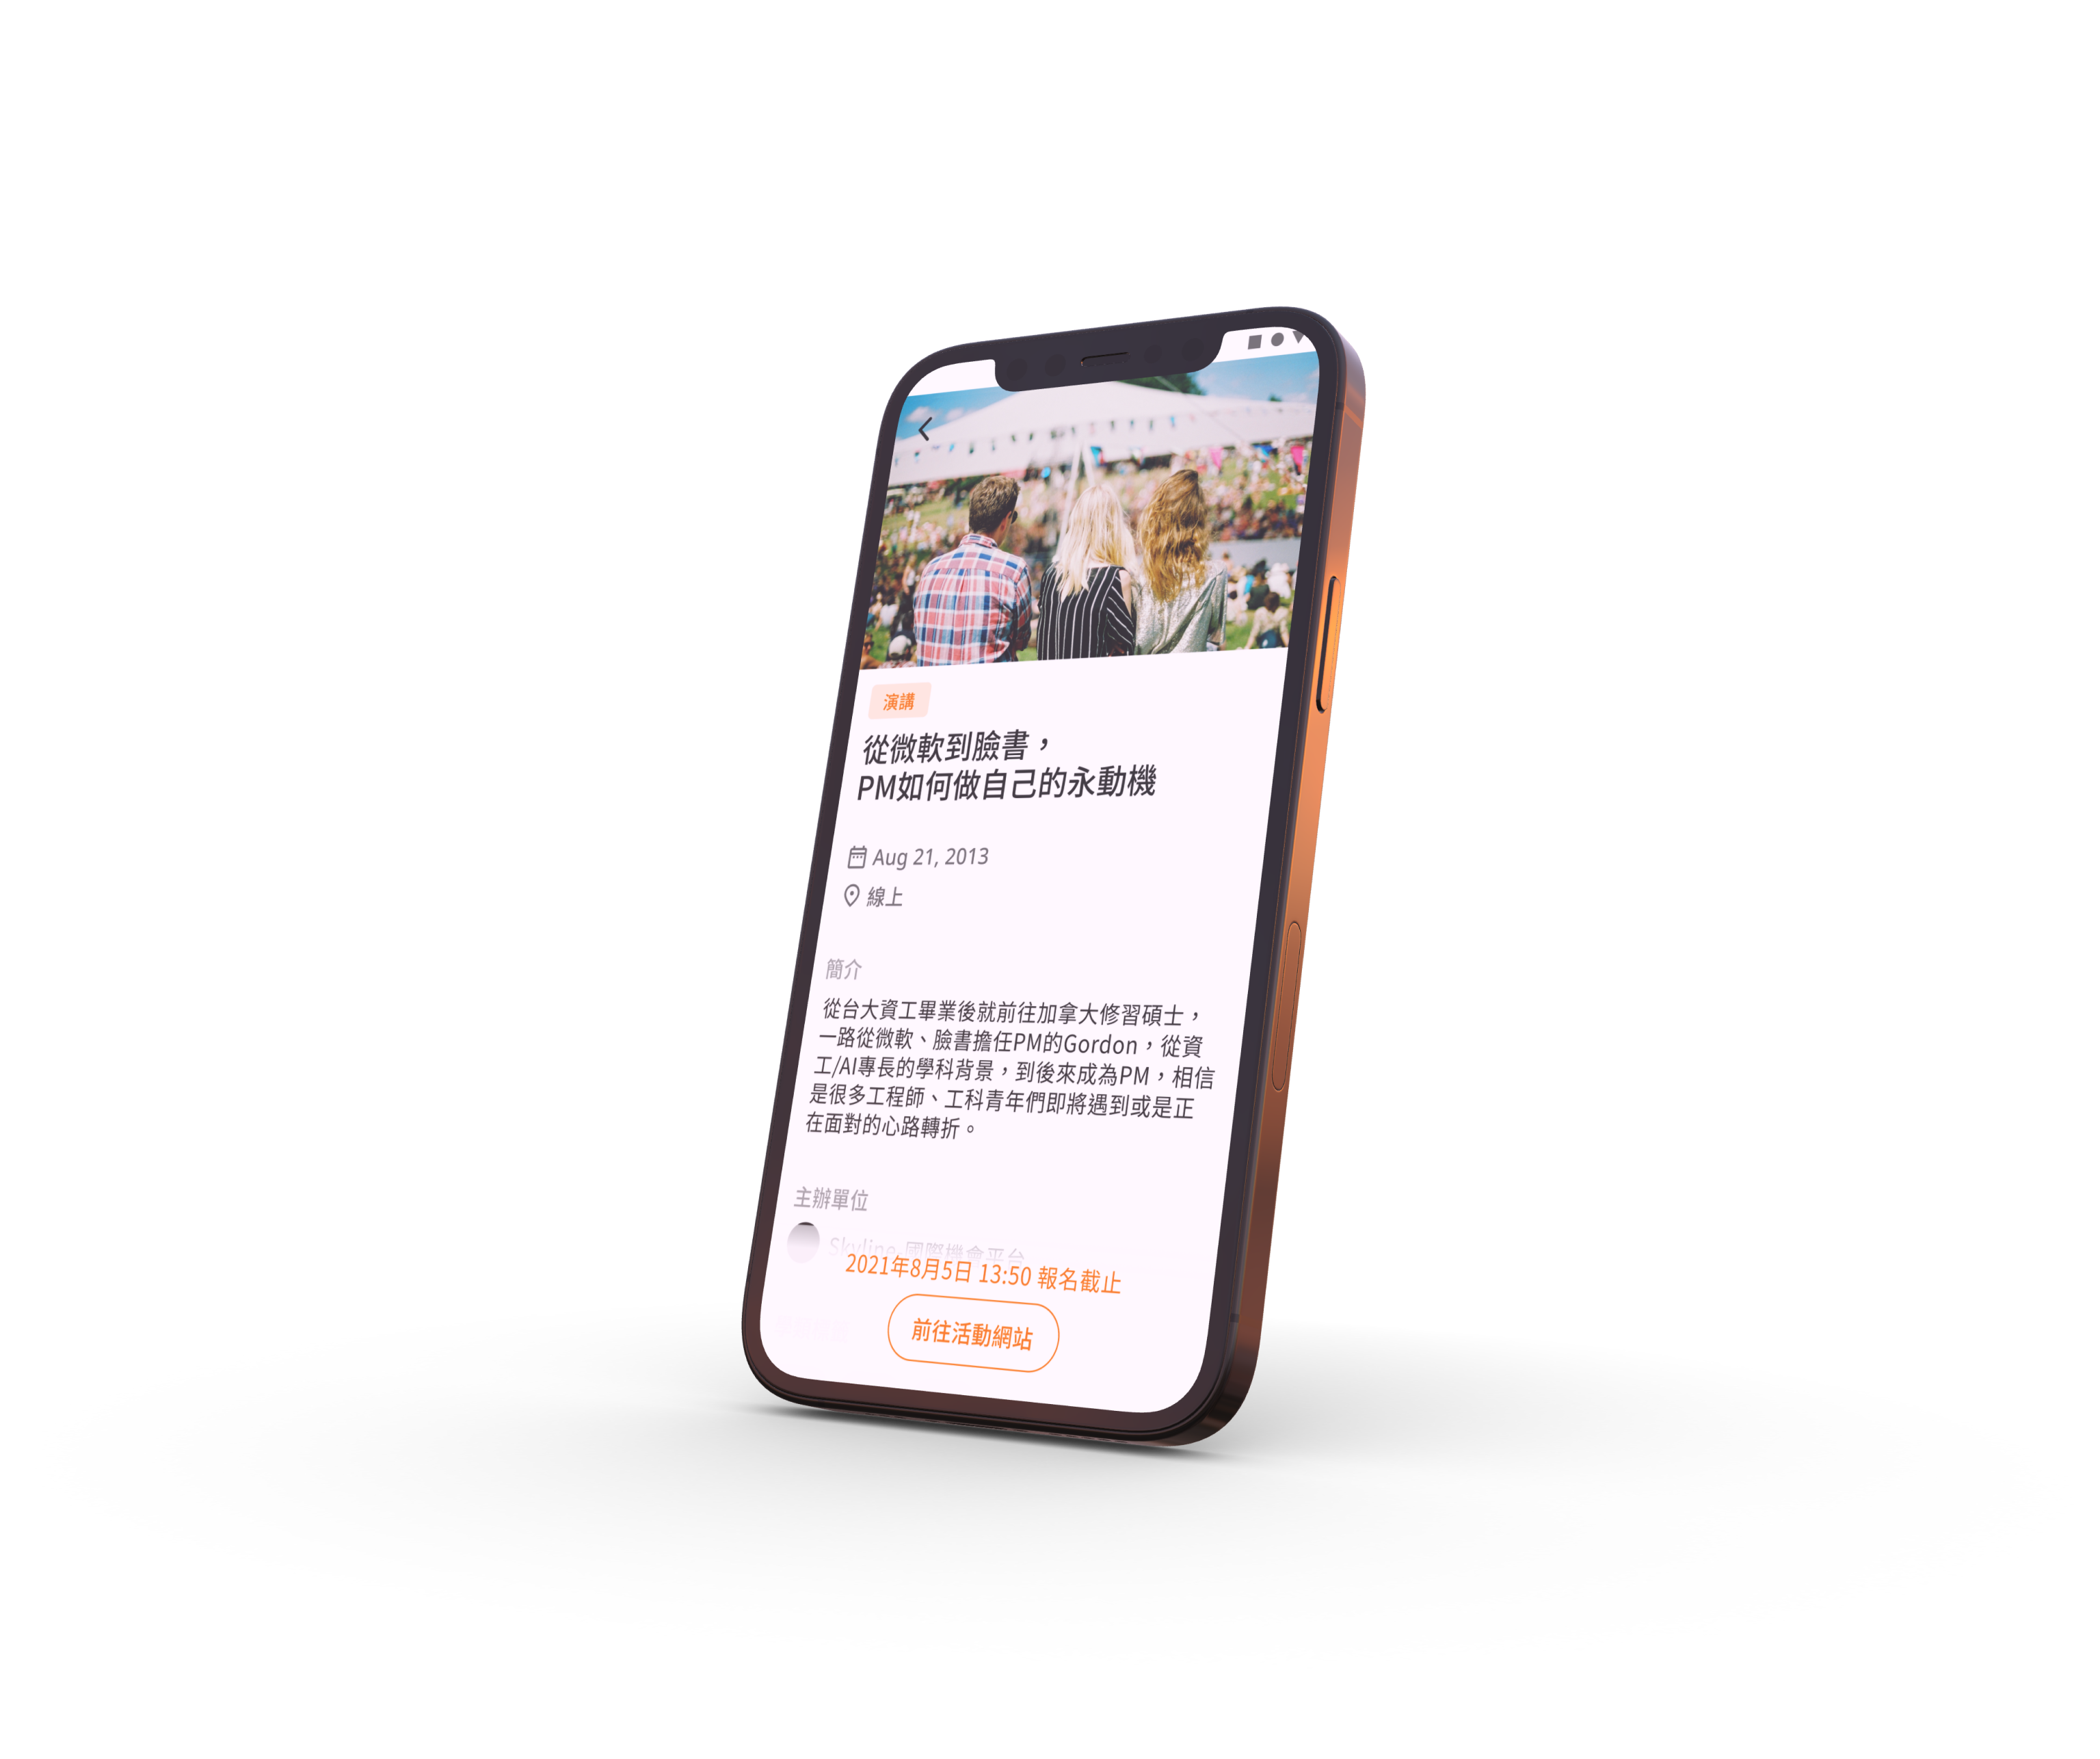 演講
從微軟到臉書，
PM如何做自己的永動機
Aug 21, 2013
線上
簡介
從台大資工畢業後就前往加拿大修習碩士，
一路從微軟、臉書擔任PM的Gordon，從資
工/AI專長的學科背景，到後來成為PM，相信
是很多工程師、工科青年們即將遇到或是正
在面對的心路轉折。
主辦單位
Skyline-國際機會平台
2021年8月5日 13:50 報名截止
前往活動網站